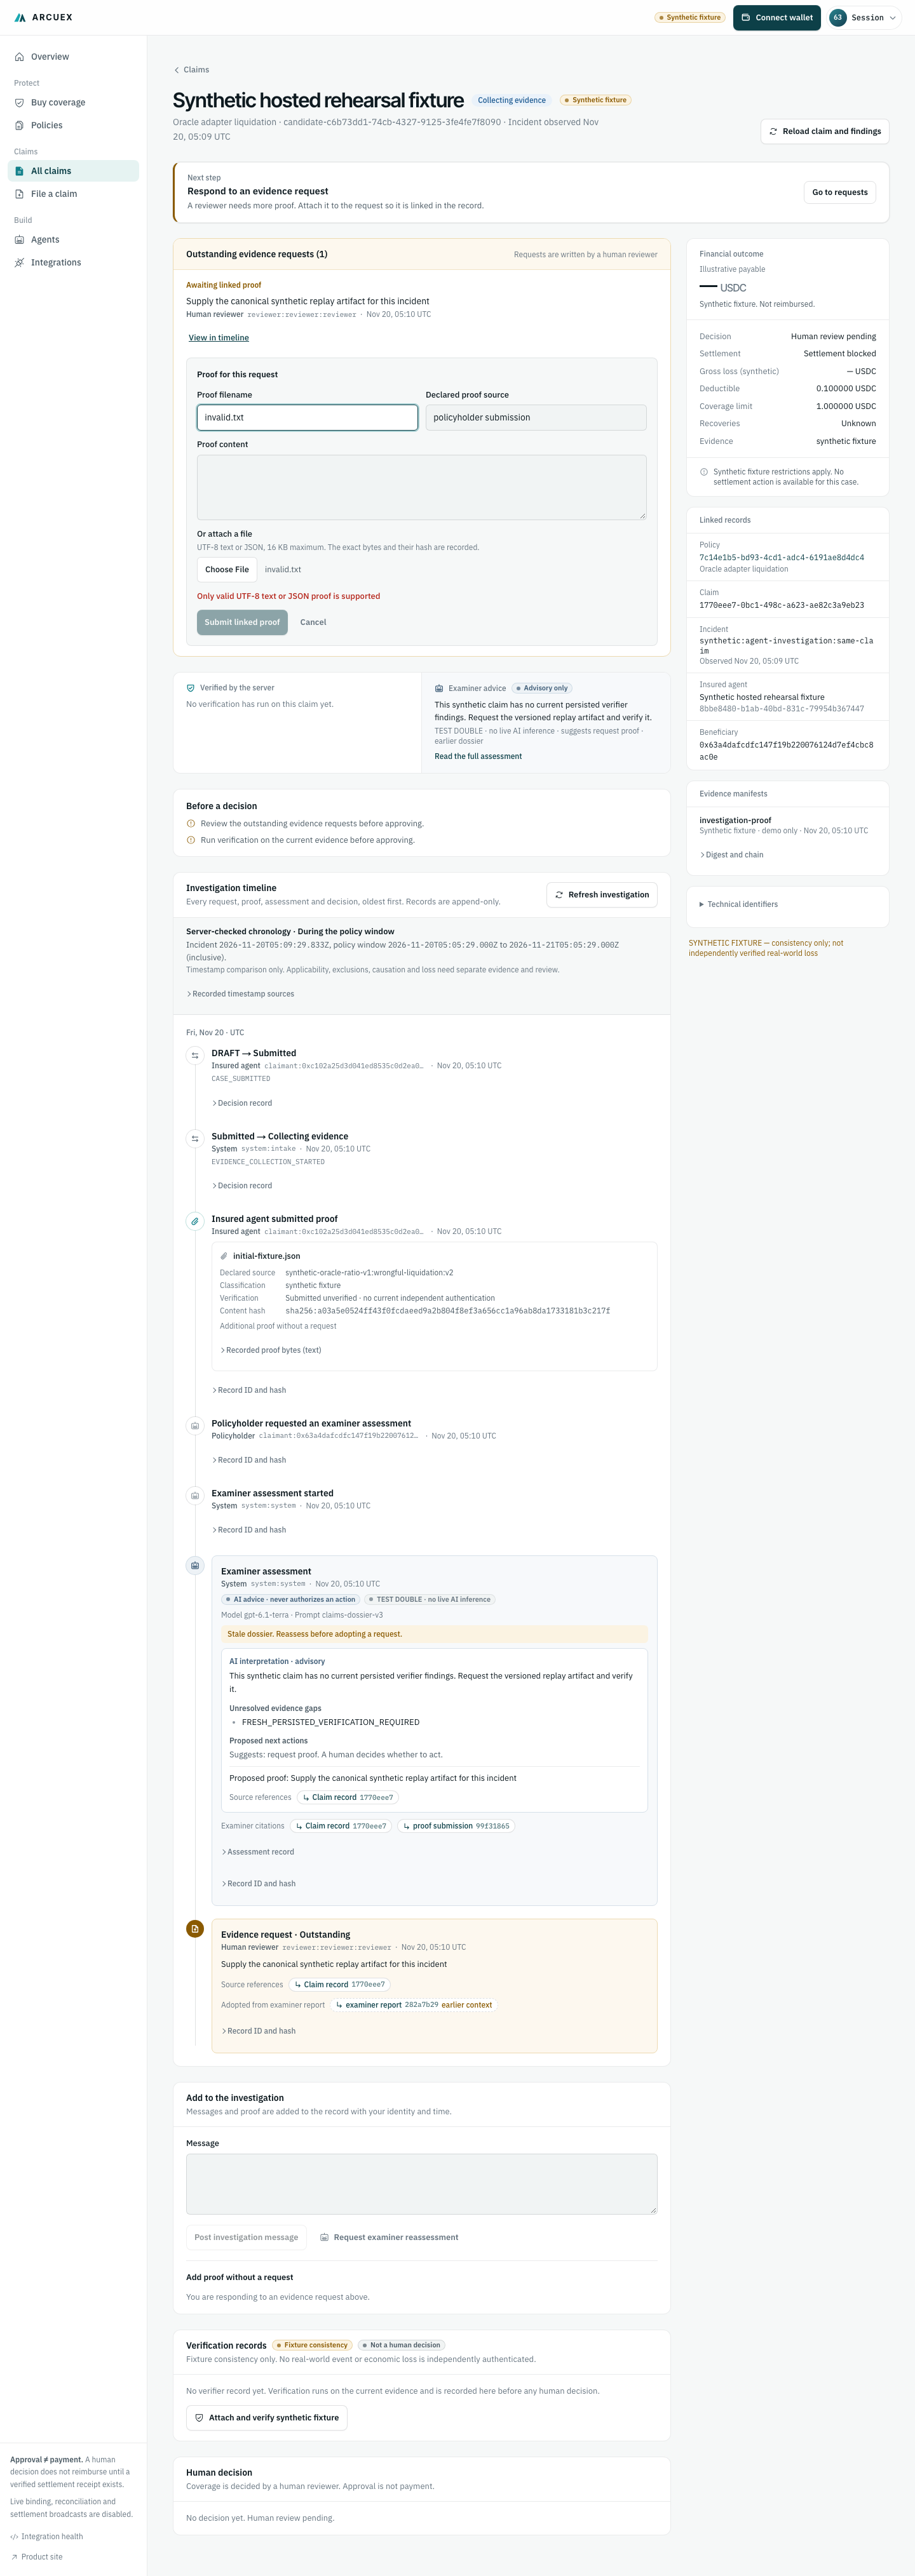 ARCUEX
Synthetic fixture
Connect wallet
63
Session
Overview
Protect
Buy coverage
Policies
Claims
All claims
File a claim
Build
Agents
Integrations
Claims
Synthetic hosted rehearsal fixture
Collecting evidence
Synthetic fixture
Oracle adapter liquidation · candidate-c6b73dd1-74cb-4327-9125-3fe4fe7f8090 · Incident observed Nov
20, 05:09 UTC
Reload claim and findings
Next step
Respond to an evidence request
A reviewer needs more proof. Attach it to the request so it is linked in the record.
Go to requests
Outstanding evidence requests (1)
Requests are written by a human reviewer
Awaiting linked proof
Supply the canonical synthetic replay artifact for this incident
Human reviewer reviewer:reviewer:reviewer · Nov 20, 05:10 UTC
View in timeline
Proof for this request
Proof filename
Declared proof source
invalid.txt
policyholder submission
Proof content
Or attach a file
UTF-8 text or JSON, 16 KB maximum. The exact bytes and their hash are recorded.
Choose File
invalid.txt
Only valid UTF-8 text or JSON proof is supported
Submit linked proof
Cancel
Verified by the server
No verification has run on this claim yet.
Examiner advice
Advisory only
This synthetic claim has no current persisted verifier
findings. Request the versioned replay artifact and verify it.
TEST DOUBLE · no live AI inference · suggests request proof ·
earlier dossier
Read the full assessment
Before a decision
Review the outstanding evidence requests before approving.
Run verification on the current evidence before approving.
Investigation timeline
Every request, proof, assessment and decision, oldest first. Records are append-only.
Refresh investigation
Server-checked chronology · During the policy window
Incident 2026-11-20T05:09:29.833Z, policy window 2026-11-20T05:05:29.000Z to 2026-11-21T05:05:29.000Z
(inclusive).
Timestamp comparison only. Applicability, exclusions, causation and loss need separate evidence and review.
Recorded timestamp sources
Fri, Nov 20 · UTC
DRAFT → Submitted
Insured agent claimant:0xc102a25d3d041ed8535c0d2ea0… · Nov 20, 05:10 UTC
CASE_SUBMITTED
Decision record
Submitted → Collecting evidence
System system:intake · Nov 20, 05:10 UTC
EVIDENCE_COLLECTION_STARTED
Decision record
Insured agent submitted proof
Insured agent claimant:0xc102a25d3d041ed8535c0d2ea0… · Nov 20, 05:10 UTC
initial-fixture.json
Declared source synthetic-oracle-ratio-v1:wrongful-liquidation:v2
Classification synthetic fixture
Verification Submitted unverified · no current independent authentication
Content hash sha256:a03a5e0524ff43f0fcdaeed9a2b804f8ef3a656cc1a96ab8da1733181b3c217f
Additional proof without a request
Recorded proof bytes (text)
Record ID and hash
Policyholder requested an examiner assessment
Policyholder claimant:0x63a4dafcdfc147f19b22007612… · Nov 20, 05:10 UTC
Record ID and hash
Examiner assessment started
System system:system · Nov 20, 05:10 UTC
Record ID and hash
Examiner assessment
System system:system · Nov 20, 05:10 UTC
AI advice · never authorizes an action
TEST DOUBLE · no live AI inference
Model gpt-6.1-terra · Prompt claims-dossier-v3
Stale dossier. Reassess before adopting a request.
AI interpretation · advisory
This synthetic claim has no current persisted verifier findings. Request the versioned replay artifact and verify
it.
Unresolved evidence gaps
FRESH_PERSISTED_VERIFICATION_REQUIRED
Proposed next actions
Suggests: request proof. A human decides whether to act.
Proposed proof: Supply the canonical synthetic replay artifact for this incident
Source references Claim record 1770eee7
Examiner citations Claim record 1770eee7 proof submission 99f31865
Assessment record
Record ID and hash
Evidence request · Outstanding
Human reviewer reviewer:reviewer:reviewer · Nov 20, 05:10 UTC
Supply the canonical synthetic replay artifact for this incident
Source references Claim record 1770eee7
Adopted from examiner report examiner report 282a7b29 earlier context
Record ID and hash
Add to the investigation
Messages and proof are added to the record with your identity and time.
Message
Post investigation message
Request examiner reassessment
Add proof without a request
You are responding to an evidence request above.
Verification records
Fixture consistency
Not a human decision
Fixture consistency only. No real-world event or economic loss is independently authenticated.
No verifier record yet. Verification runs on the current evidence and is recorded here before any human decision.
Attach and verify synthetic fixture
Human decision
Coverage is decided by a human reviewer. Approval is not payment.
No decision yet. Human review pending.
Financial outcome
Illustrative payable
— USDC
Synthetic fixture. Not reimbursed.
Decision Human review pending
Settlement Settlement blocked
Gross loss (synthetic) — USDC
Deductible 0.100000 USDC
Coverage limit 1.000000 USDC
Recoveries Unknown
Evidence synthetic fixture
Synthetic fixture restrictions apply. No
settlement action is available for this case.
Linked records
Policy
7c14e1b5-bd93-4cd1-adc4-6191ae8d4dc4
Oracle adapter liquidation
Claim
1770eee7-0bc1-498c-a623-ae82c3a9eb23
Incident
synthetic:agent-investigation:same-cla
im
Observed Nov 20, 05:09 UTC
Insured agent
Synthetic hosted rehearsal fixture
8bbe8480-b1ab-40bd-831c-79954b367447
Beneficiary
0x63a4dafcdfc147f19b220076124d7ef4cbc8
ac0e
Evidence manifests
investigation-proof
Synthetic fixture · demo only · Nov 20, 05:10 UTC
Digest and chain
Technical identifiers
SYNTHETIC FIXTURE — consistency only; not
independently verified real-world loss
Approval ≠ payment. A human
decision does not reimburse until a
verified settlement receipt exists.
Live binding, reconciliation and
settlement broadcasts are disabled.
Integration health
Product site